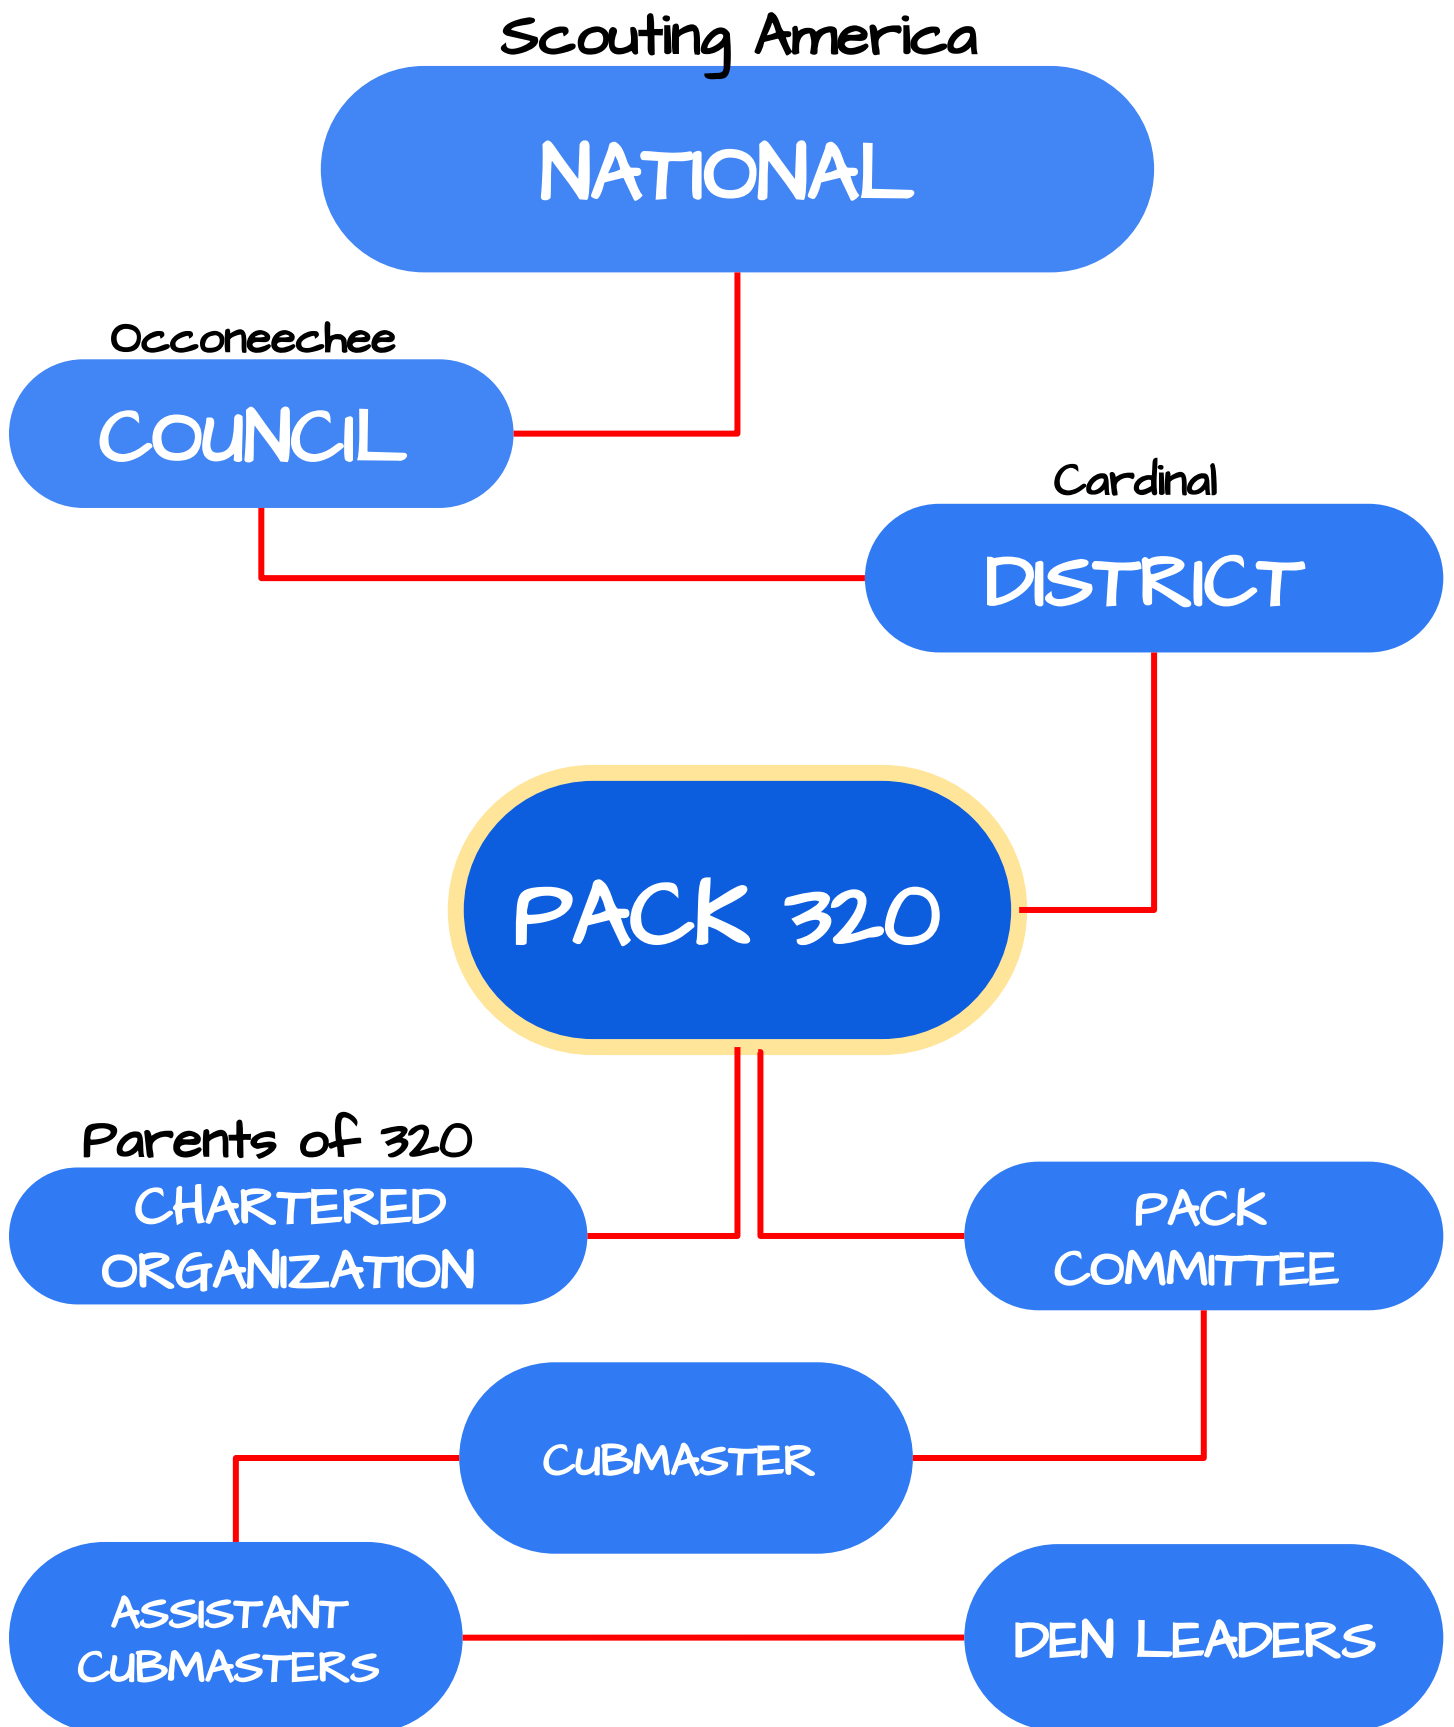 Scouting America
NATIONAL
Occoneechee
COUNCIL
Cardinal
DISTRICT
PACK 320
Parents of 320
CHARTERED
ORGANIZATION
PACK
COMMITTEE
CUBMASTER
ASSISTANT
CUBMASTERS
DEN LEADERS